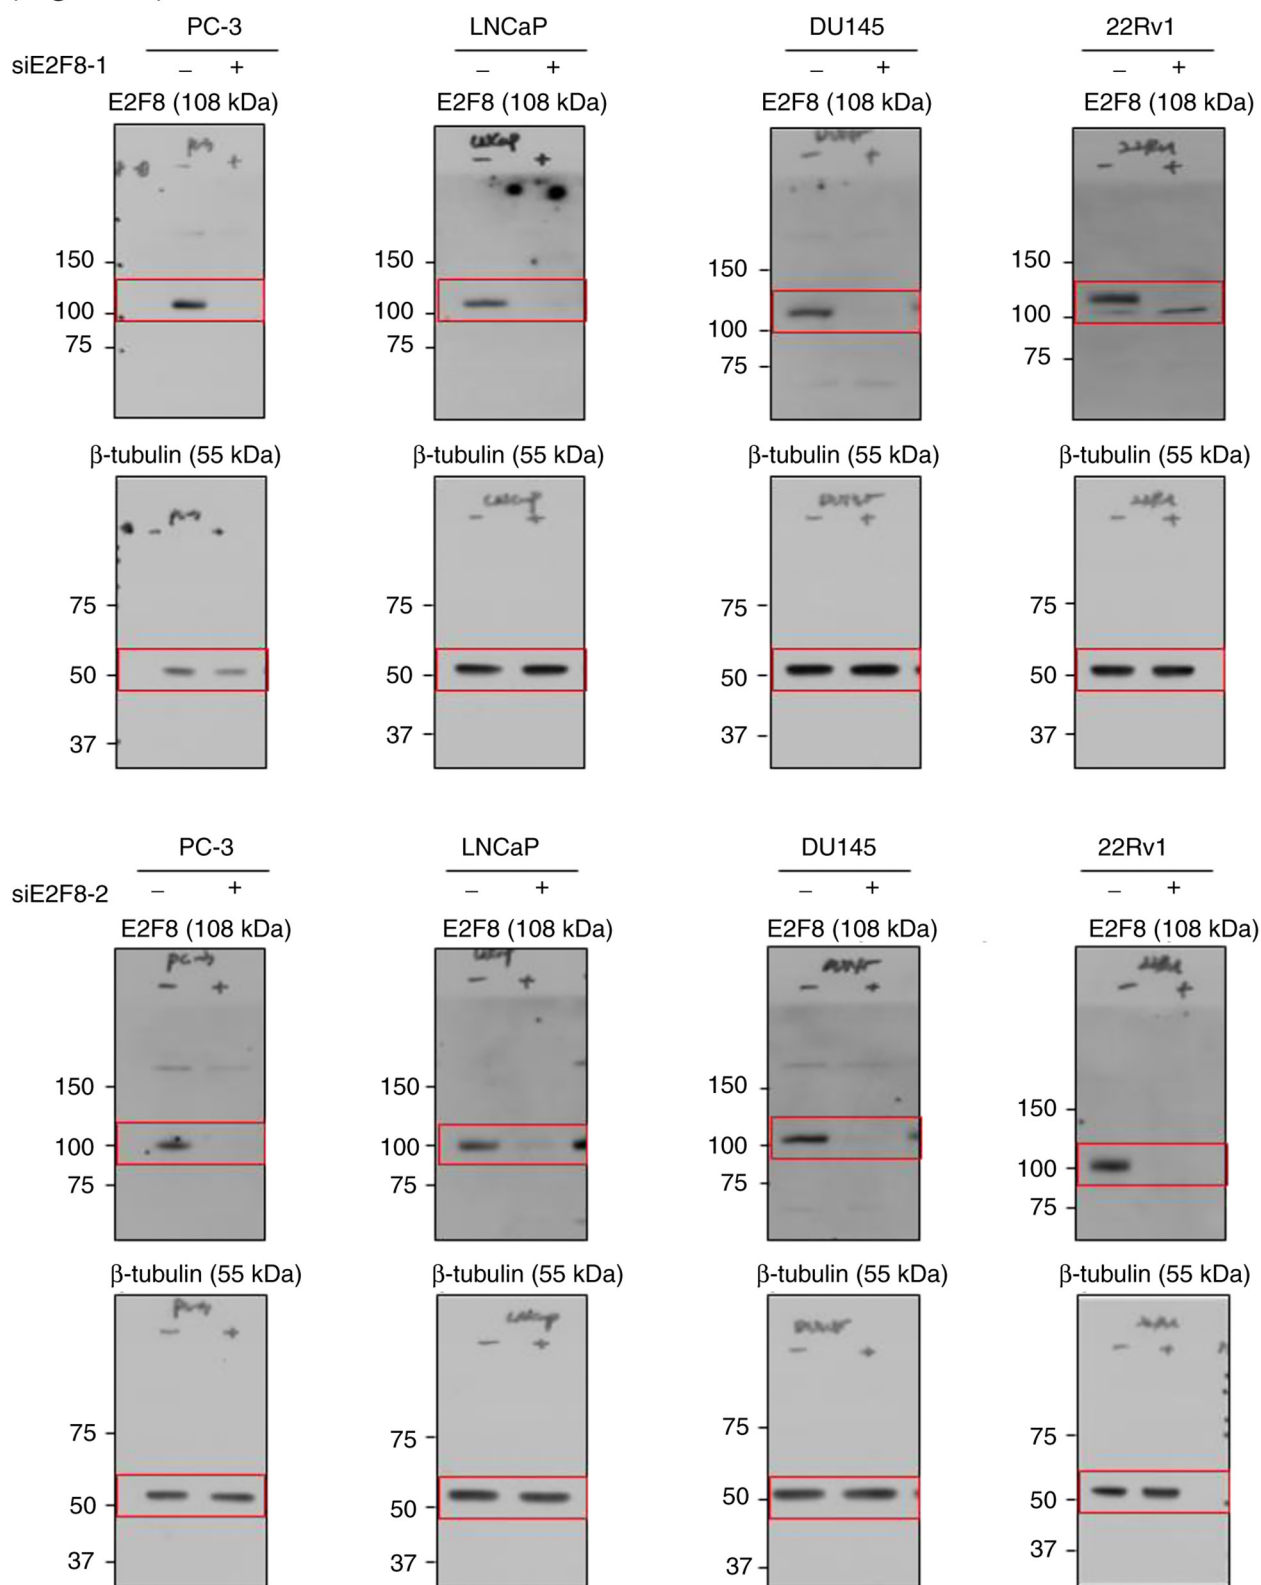 PC-3 LNCaP DU145 22Rv1
siE2F8-1 – + – + – + – +
E2F8 (108 kDa) E2F8 (108 kDa) E2F8 (108 kDa) E2F8 (108 kDa)
– + – + – + – +
150 150 150 150
100 100 100 100
75 75 75 75
β-tubulin (55 kDa) β-tubulin (55 kDa) β-tubulin (55 kDa) β-tubulin (55 kDa)
– + – + – + – +
75 75 75 75
50 50 50 50
37 37 37 37
PC-3 LNCaP DU145 22Rv1
siE2F8-2 – + – + – + – +
E2F8 (108 kDa) E2F8 (108 kDa) E2F8 (108 kDa) E2F8 (108 kDa)
PC-3
– + – + – + – +
150 150 150 150
100 100 100 100
75 75 75 75
β-tubulin (55 kDa) β-tubulin (55 kDa) β-tubulin (55 kDa) β-tubulin (55 kDa)
– + – + – + – +
75 75 75 75
50 50 50 50
37 37 37 37